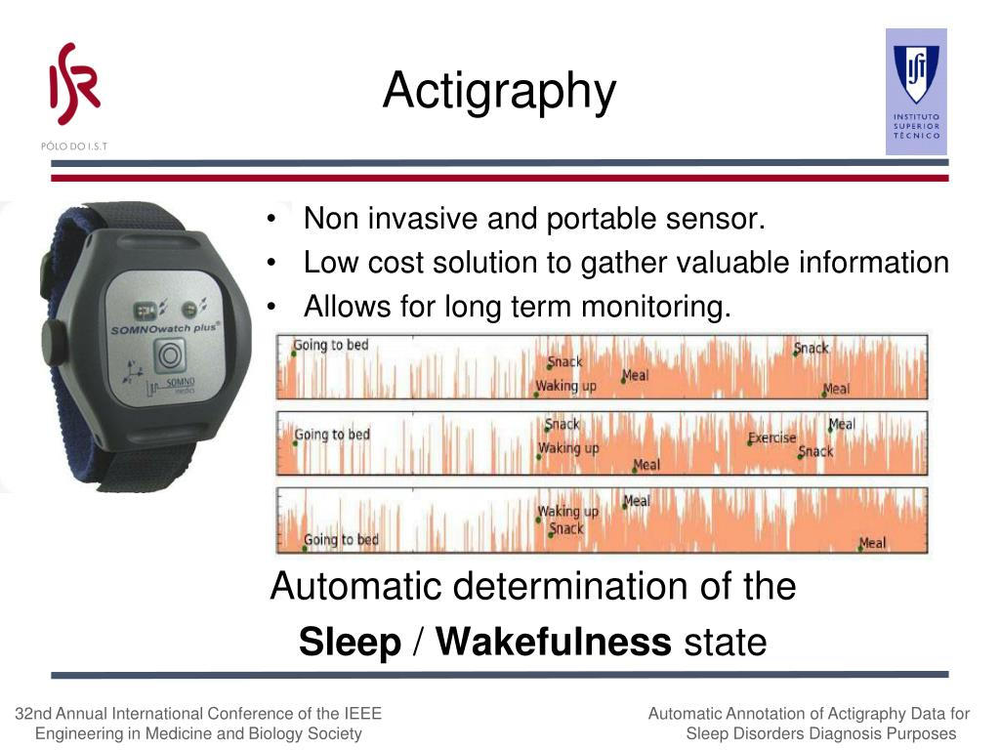 ISR
PÓLO DO I.S.T
Actigraphy
IST
INSTITUTO
SUPERIOR
TÉCNICO
• Non invasive and portable sensor.
• Low cost solution to gather valuable information
• Allows for long term monitoring.
SOMNOwatch plus®
SOMNO
medics
Going to bed
Snack
Waking up
Meal
Snack
Meal
Going to bed
Snack
Waking up
Meal
Exercise
Meal
Snack
Going to bed
Waking up
Snack
Meal
Meal
Automatic determination of the
Sleep / Wakefulness state
32nd Annual International Conference of the IEEE
Engineering in Medicine and Biology Society
Automatic Annotation of Actigraphy Data for
Sleep Disorders Diagnosis Purposes